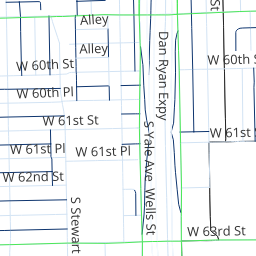 Alley
St
Alley
Dan Ryan Expy
W 60th St
W 60th S
W 60th Pl
W 61st St
W 61st S
W 61st Pl
W 61st Pl
W 62nd St
S Yale Ave
Wells St
S Stewart
W 63rd St